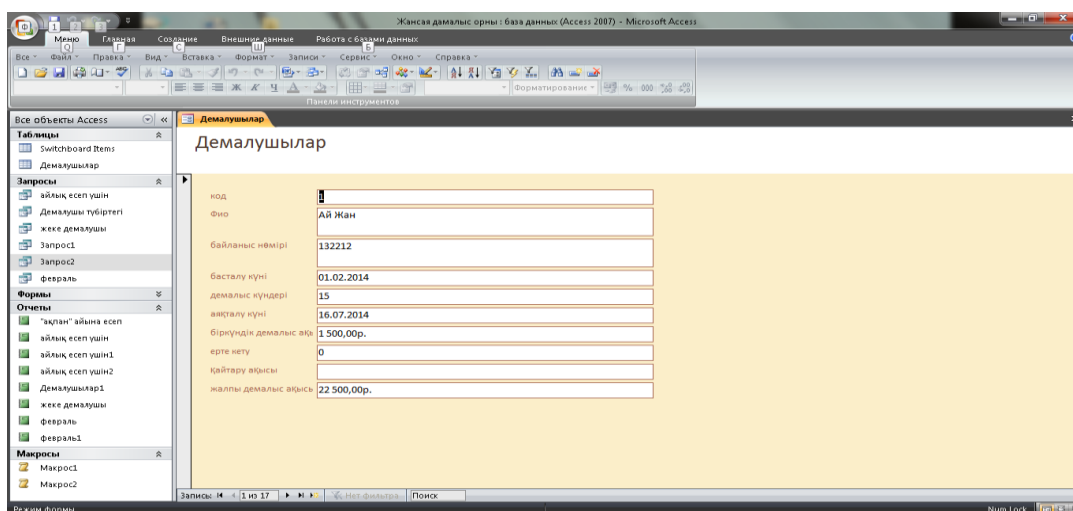 Жансая дамалыс орны : база данных (Access 2007) - Microsoft Access
1 2 3
Меню Главная Создание Внешние данные Работа с базами данных
Q Г С Ш Б
Все Файл Правка Вид Вставка Формат Записи Сервис Окно Справка
Ж К Ч А Форматирование % 000
Панели инструментов
Все объекты Access «
Таблицы
Switchboard Items
Демалушылар
Запросы
айлық есеп үшін
Демалушы түбіртегі
жеке демалушы
Запрос1
Запрос2
февраль
Формы
Отчеты
"ақпан" айына есеп
айлық есеп үшін
айлық есеп үшін1
айлық есеп үшін2
Демалушылар1
жеке демалушы
февраль
февраль1
Макросы
Макрос1
Макрос2
Демалушылар
Демалушылар
код 1
Фио Ай Жан
байланыс нөмірі 132212
басталу күні 01.02.2014
демалыс күндері 15
аяқталу күні 16.07.2014
біркүндік демалыс ақы 1 500,00р.
ерте кету 0
қайтару ақысы
жалпы демалыс ақысь 22 500,00р.
Записи: 1 из 17 Нет фильтра Поиск
Режим формы Num Lock